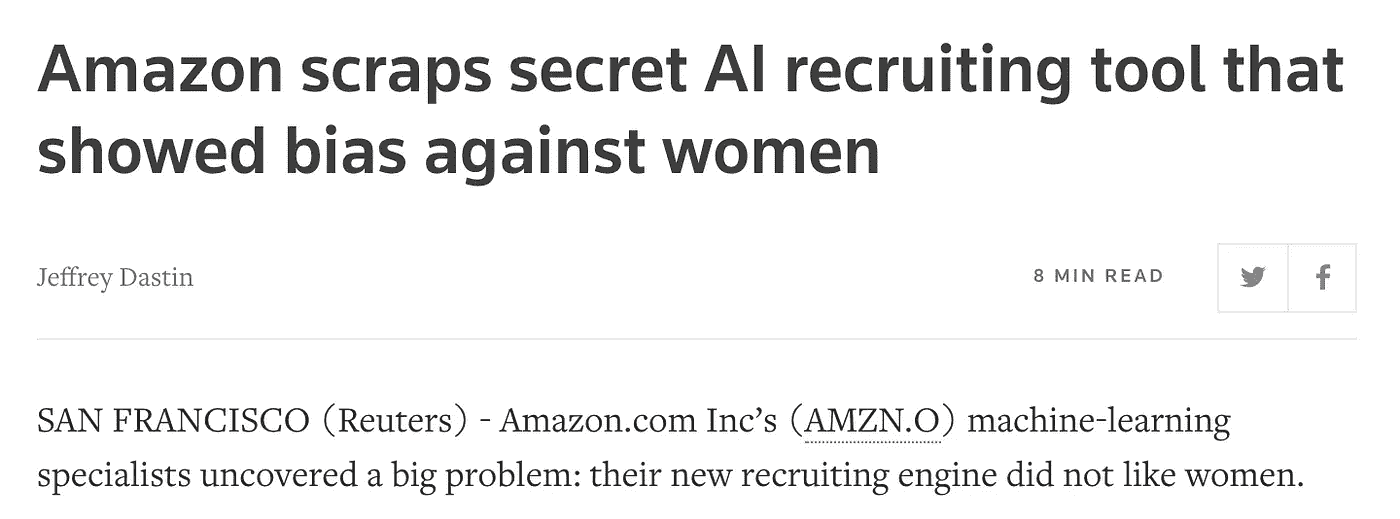 Amazon scraps secret AI recruiting tool that
showed bias against women
Jeffrey Dastin
8 MIN READ
SAN FRANCISCO (Reuters) - Amazon.com Inc’s (AMZN.O) machine-learning
specialists uncovered a big problem: their new recruiting engine did not like women.